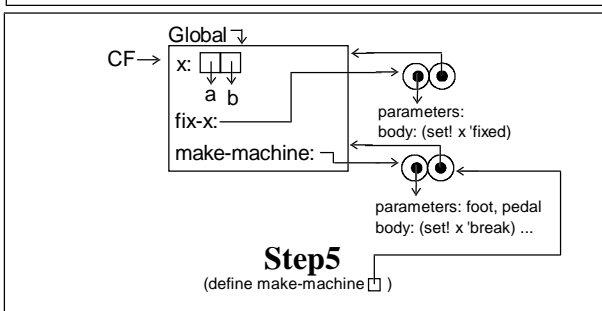 Global
CF
x:
a b
fix-x:
parameters:
body: (set! x 'fixed)
make-machine:
parameters: foot, pedal
body: (set! x 'break) ...
Step5
(define make-machine )